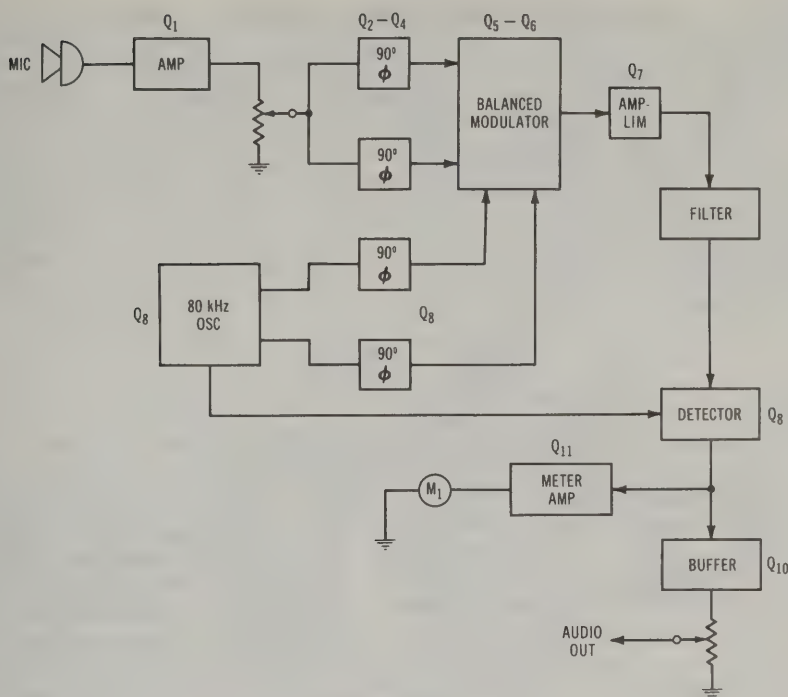 Q1
Q2 – Q4
Q5 – Q6
MIC
AMP
90°
ϕ
BALANCED
MODULATOR
Q7
AMP-
LIM
90°
ϕ
FILTER
Q8
80 kHz
OSC
90°
ϕ
Q8
90°
ϕ
DETECTOR
Q8
Q11
M1
METER
AMP
BUFFER
Q10
AUDIO
OUT